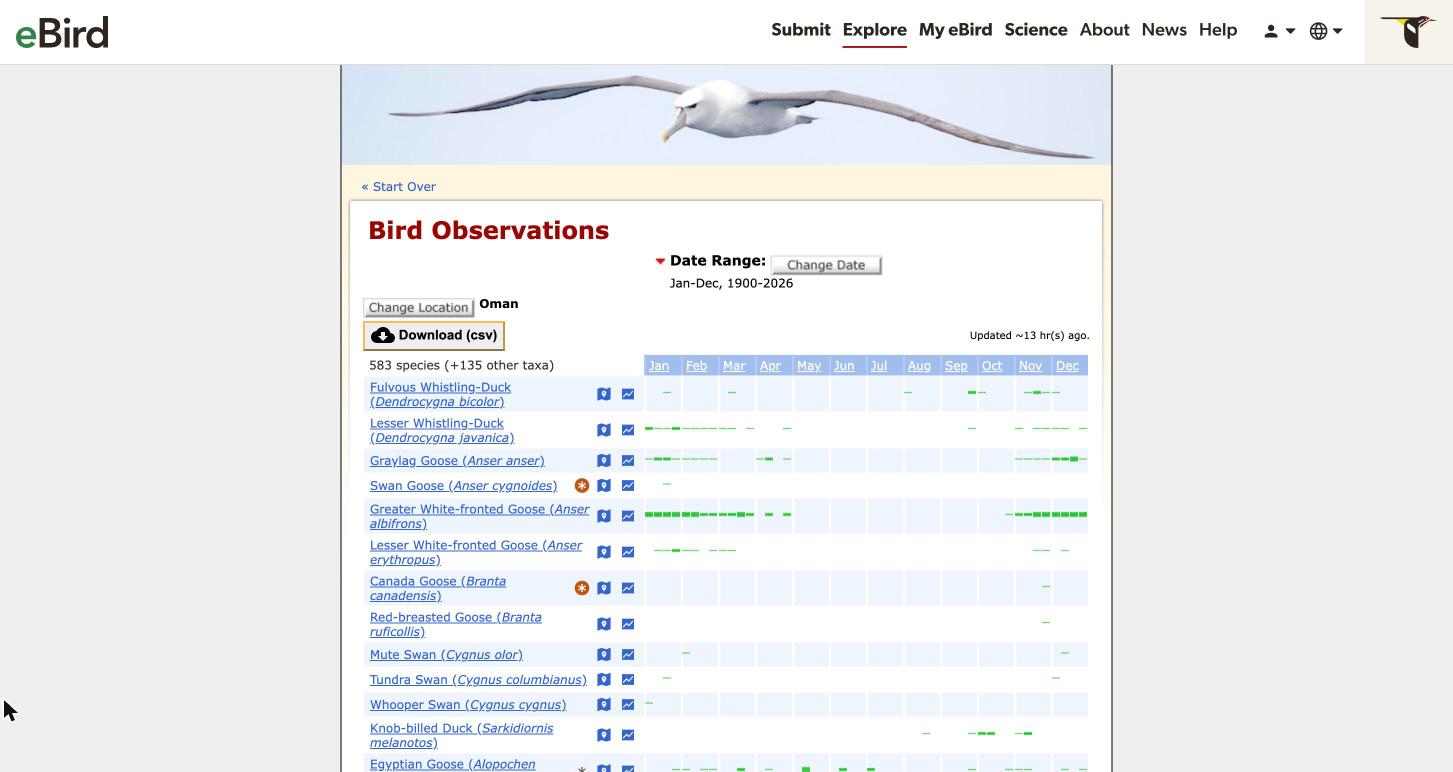 eBird
Submit Explore My eBird Science About News Help
« Start Over
Bird Observations
Date Range: Change Date
Jan-Dec, 1900-2026
Change Location Oman
Download (csv)
Updated ~13 hr(s) ago.
583 species (+135 other taxa) Jan Feb Mar Apr May Jun Jul Aug Sep Oct Nov Dec
Fulvous Whistling-Duck
(Dendrocygna bicolor)
Lesser Whistling-Duck
(Dendrocygna javanica)
Graylag Goose (Anser anser)
Swan Goose (Anser cygnoides)
Greater White-fronted Goose (Anser
albifrons)
Lesser White-fronted Goose (Anser
erythropus)
Canada Goose (Branta
canadensis)
Red-breasted Goose (Branta
ruficollis)
Mute Swan (Cygnus olor)
Tundra Swan (Cygnus columbianus)
Whooper Swan (Cygnus cygnus)
Knob-billed Duck (Sarkidiornis
melanotos)
Egyptian Goose (Alopochen